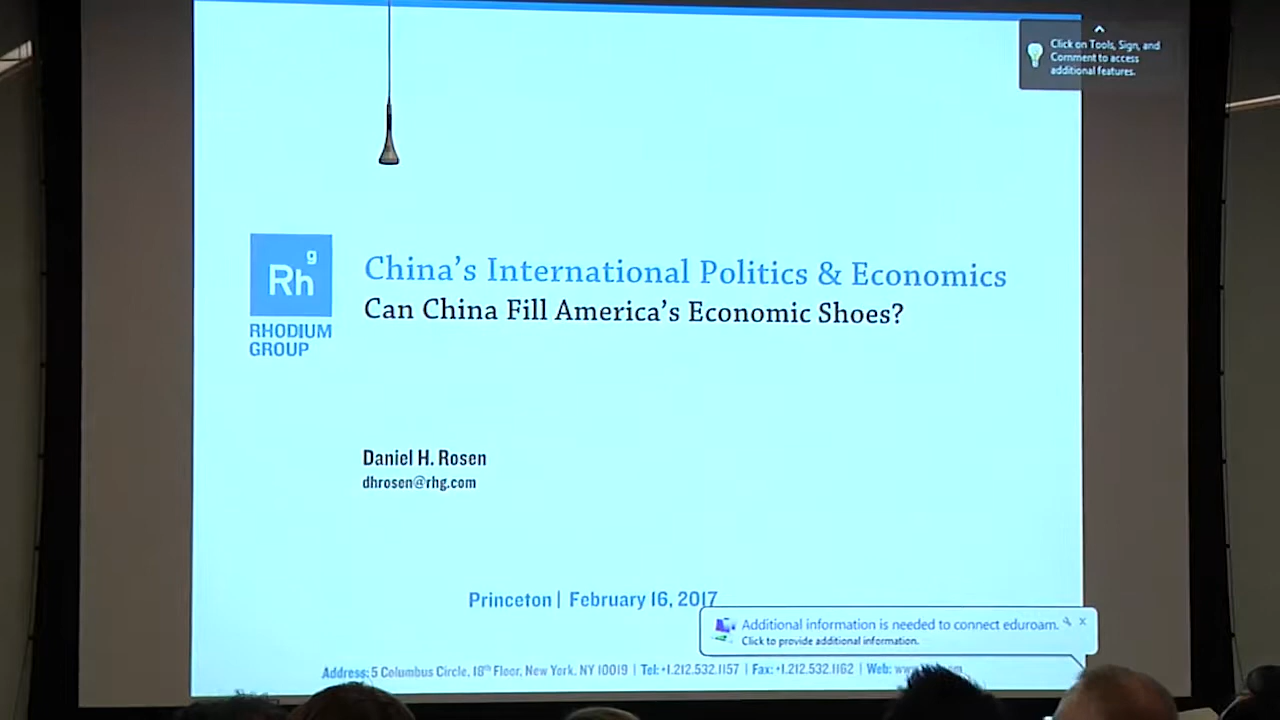 Click on Tools, Sign, and
Comment to access
additional features.
Rh g
RHODIUM
GROUP
China's International Politics & Economics
Can China Fill America's Economic Shoes?
Daniel H. Rosen
dhrosen@rhg.com
Princeton | February 16, 2017
Additional information is needed to connect eduroam.
Click to provide additional information.
Address: 5 Columbus Circle, 18th Floor, New York, NY 10019 | Tel: +1.212.532.1157 | Fax: +1.212.532.1162 | Web: